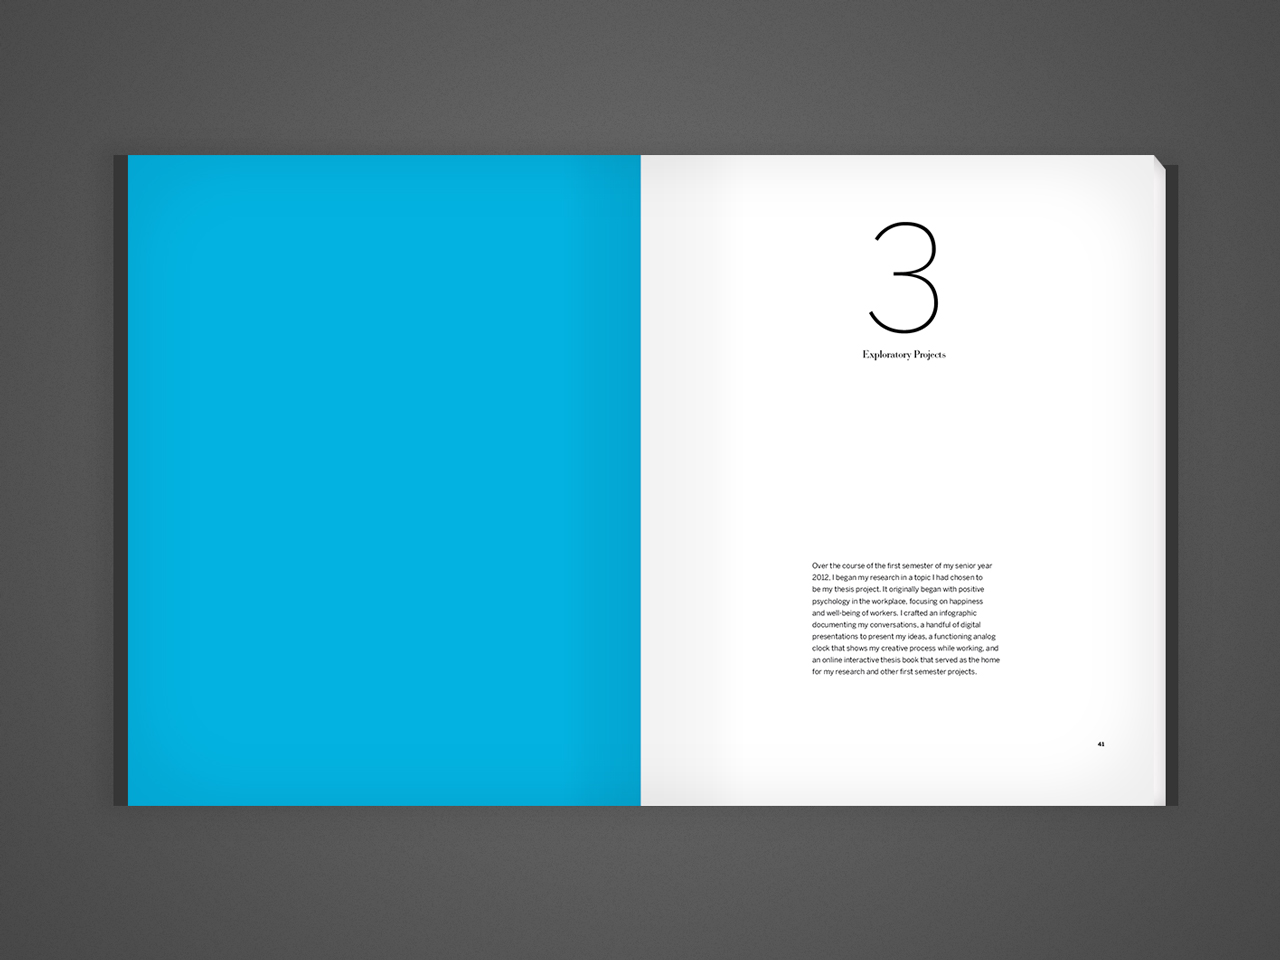 3
Exploratory Projects
Over the course of the first semester of my senior year
2012, I began my research in a topic I had chosen to
be my thesis project. It originally began with positive
psychology in the workplace, focusing on happiness
and well-being of workers. I crafted an infographic
documenting my conversations, a handful of digital
presentations to present my ideas, a functioning analog
clock that shows my creative process while working, and
an online interactive thesis book that served as the home
for my research and other first semester projects.
41